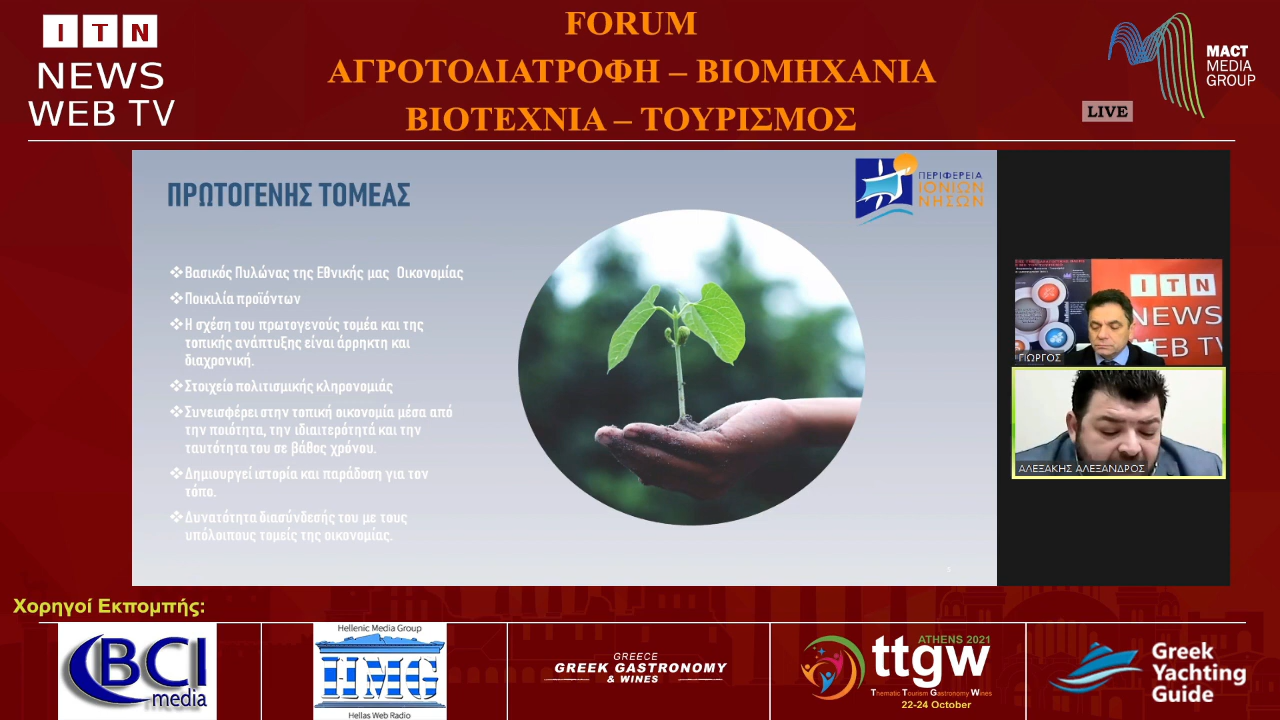 ITN
NEWS
WEB TV
FORUM
ΑΓΡΟΤΟΔΙΑΤΡΟΦΗ – ΒΙΟΜΗΧΑΝΙΑ
ΒΙΟΤΕΧΝΙΑ – ΤΟΥΡΙΣΜΟΣ
LIVE
MACT
MEDIA
GROUP
ΠΡΩΤΟΓΕΝΗΣ ΤΟΜΕΑΣ
ΠΕΡΙΦΕΡΕΙΑ
ΙΟΝΙΩΝ
ΝΗΣΩΝ
❖Βασικός Πυλώνας της Εθνικής μας Οικονομίας
❖Ποικιλία προϊόντων
❖Η σχέση του πρωτογενούς τομέα και της
τοπικής ανάπτυξης είναι άρρηκτη και
διαχρονική.
❖Στοιχείο πολιτισμικής κληρονομιάς
❖Συνεισφέρει στην τοπική οικονομία μέσα από
την ποιότητα, την ιδιαιτερότητά και την
ταυτότητα του σε βάθος χρόνου.
❖Δημιουργεί ιστορία και παράδοση για τον
τόπο.
❖Δυνατότητα διασύνδεσής του με τους
υπόλοιπους τομείς της οικονομίας.
ITN
NEWS
EB TV
ΓΙΩΡΓΟΣ
ΑΛΕΞΑΚΗΣ ΑΛΕΞΑΝΔΡΟΣ
Χορηγοί Εκπομπής:
BCI
media
Hellenic Media Group
HMG
Hellas Web Radio
GREECE
GREEK GASTRONOMY
& WINES
ATHENS 2021
ttgw
Thematic Tourism Gastronomy Wines
22-24 October
Greek
Yachting
Guide